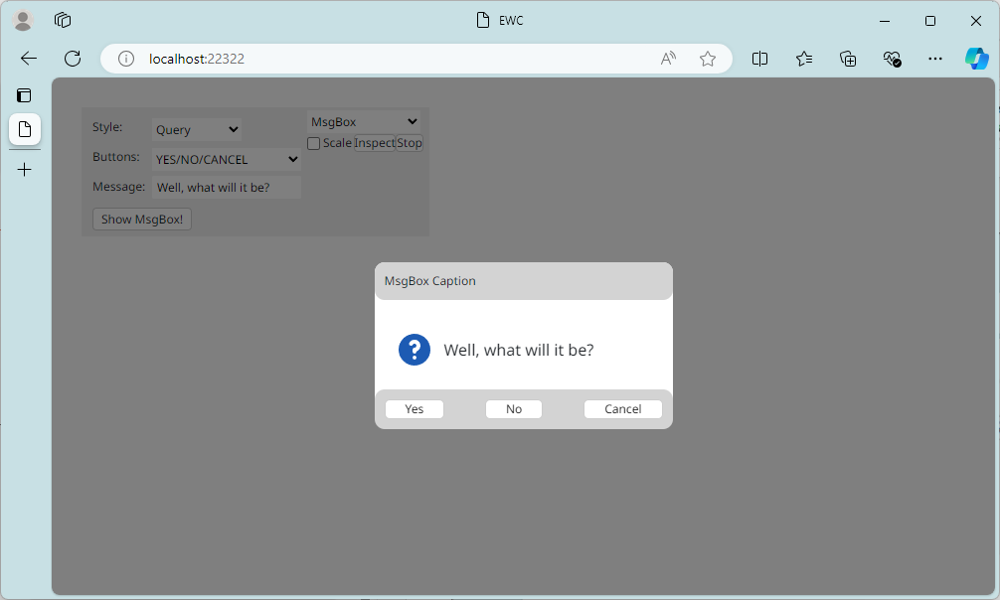 EWC
localhost:22322
Style: Query
MsgBox
Scale Inspect Stop
Buttons: YES/NO/CANCEL
Message: Well, what will it be?
Show MsgBox!
MsgBox Caption
? Well, what will it be?
Yes No Cancel